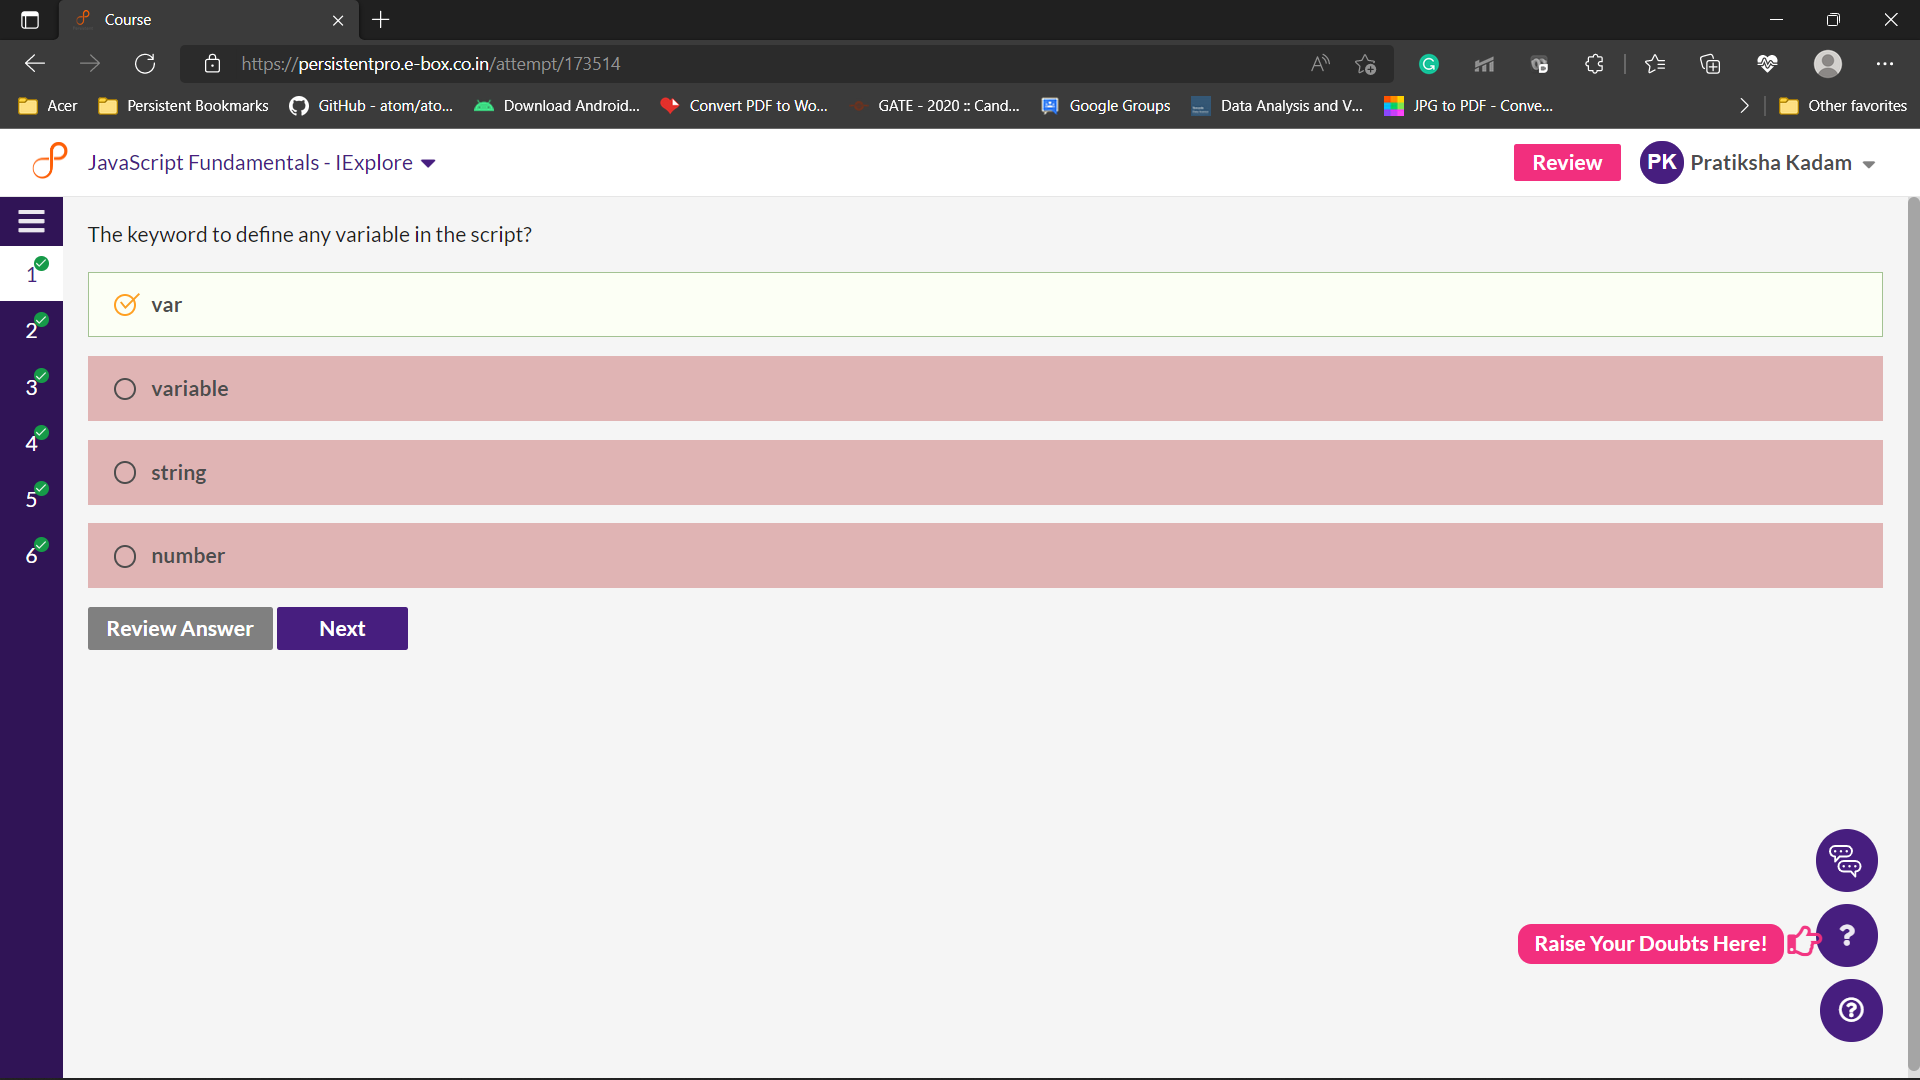 Course
https://persistentpro.e-box.co.in/attempt/173514
Acer
Persistent Bookmarks
GitHub - atom/ato...
Download Android...
Convert PDF to Wo...
GATE - 2020 :: Cand...
Google Groups
Data Analysis and V...
JPG to PDF - Conve...
Other favorites
JavaScript Fundamentals - IExplore
Review
PK
Pratiksha Kadam
The keyword to define any variable in the script?
1
var
2
3
variable
4
string
5
6
number
Review Answer
Next
Raise Your Doubts Here!
?
?